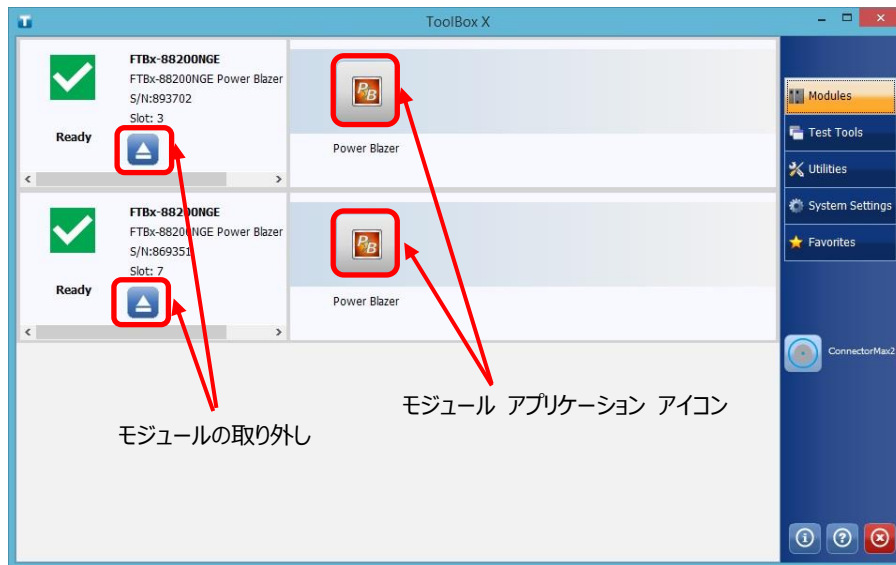 ToolBox X
FTBx-88200NGE
FTBx-88200NGE Power Blazer
S/N:893702
Slot: 3
Ready
Power Blazer
FTBx-88200NGE
FTBx-88200NGE Power Blazer
S/N:869351
Slot: 7
Ready
Power Blazer
モジュールの取り外し
モジュール アプリケーション アイコン
Modules
Test Tools
Utilities
System Settings
Favorites
ConnectorMax2